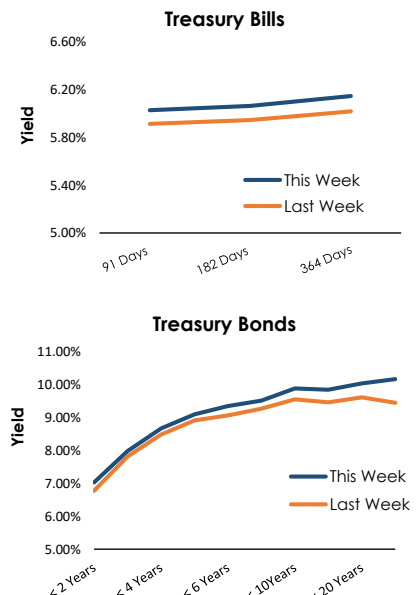 Treasury Bills
6.60%
6.20%
5.80%
5.40%
5.00%
Yield
This Week
Last Week
91 Days
182 Days
364 Days
Treasury Bonds
11.00%
10.00%
9.00%
8.00%
7.00%
6.00%
5.00%
Yield
This Week
Last Week
< 2 Years
< 4 Years
< 6 Years
< 10Years
20 Years